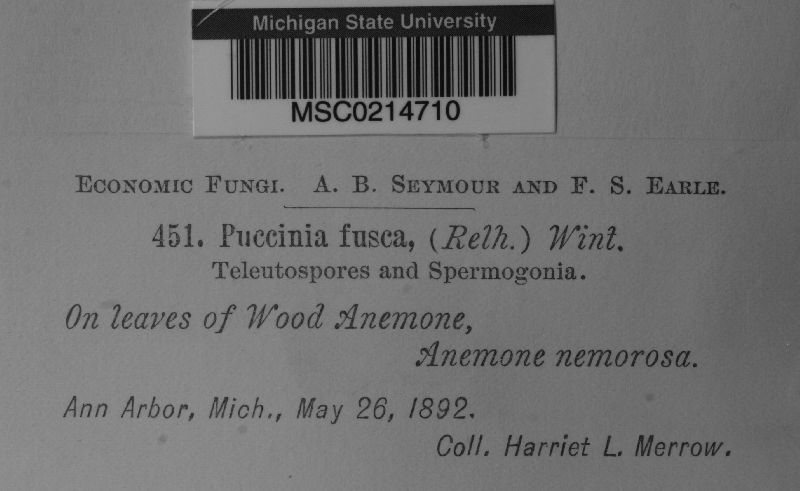 Michigan State University
MSC0214710
ECONOMIC FUNGI. A. B. SEYMOUR AND F. S. EARLE.
451. Puccinia fusca, (Relh.) Wint.
Teleutospores and Spermogonia.
On leaves of Wood Anemone,
Anemone nemorosa.
Ann Arbor, Mich., May 26, 1892.
Coll. Harriet L. Merrow.